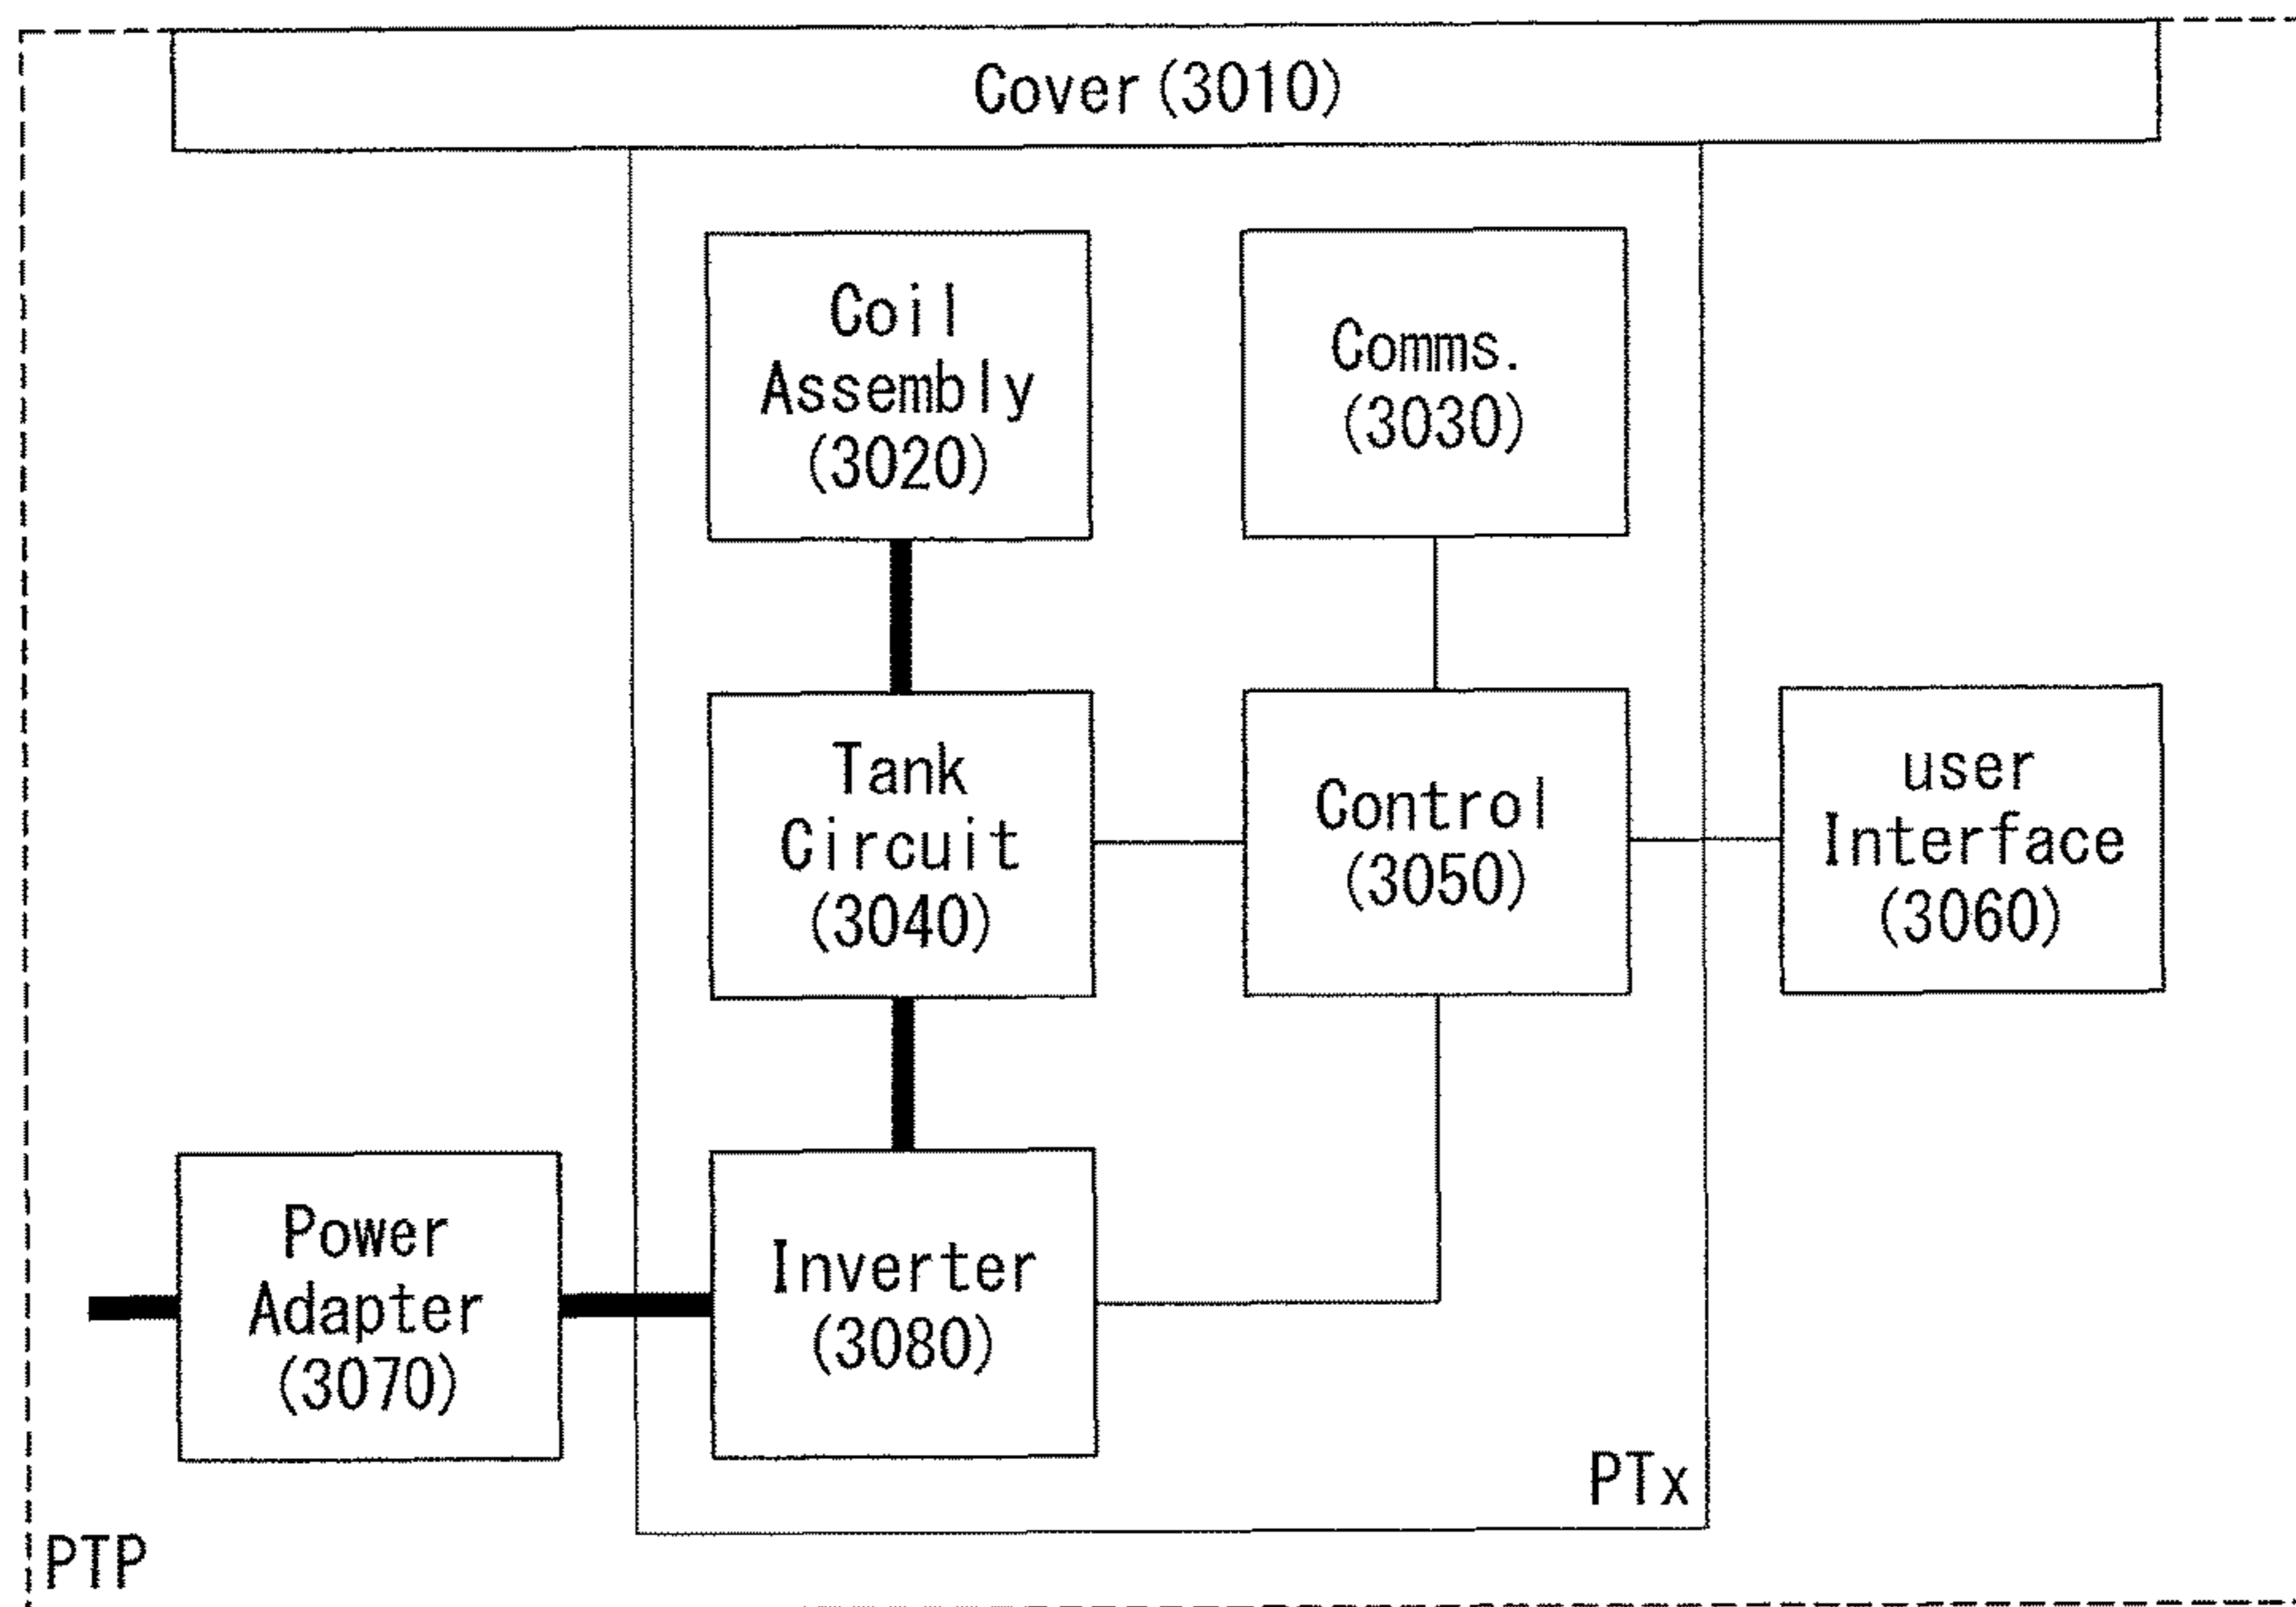 Cover (3010)
Coil
Assembly
(3020)
Comms.
(3030)
Tank
Circuit
(3040)
Control
(3050)
user
Interface
(3060)
Power
Adapter
(3070)
Inverter
(3080)
PTx
PTP